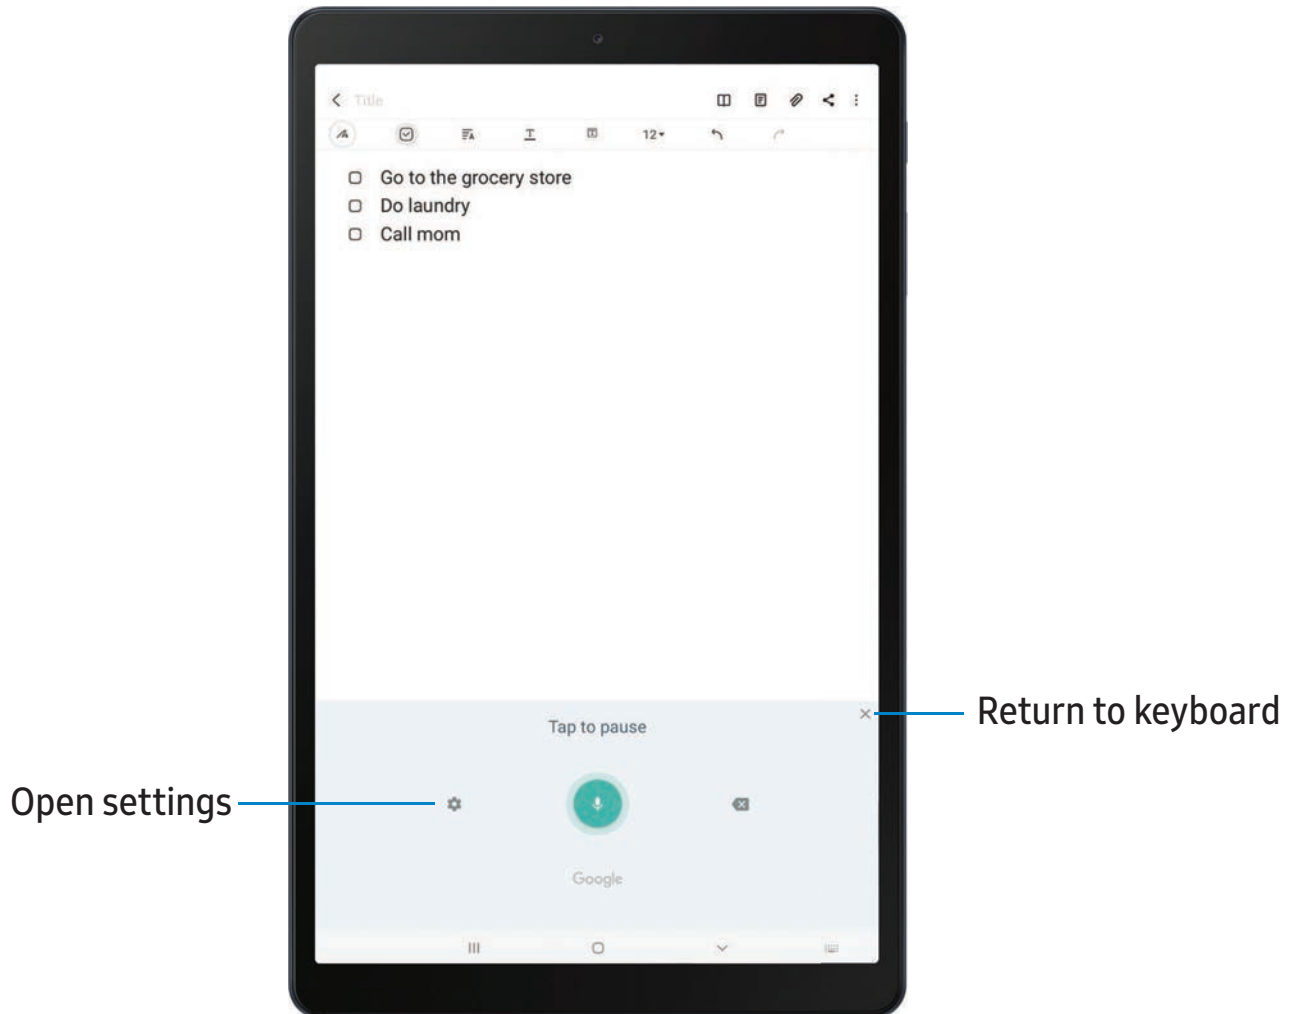 Title
12
Go to the grocery store
Do laundry
Call mom
Return to keyboard
Tap to pause
Open settings
Google